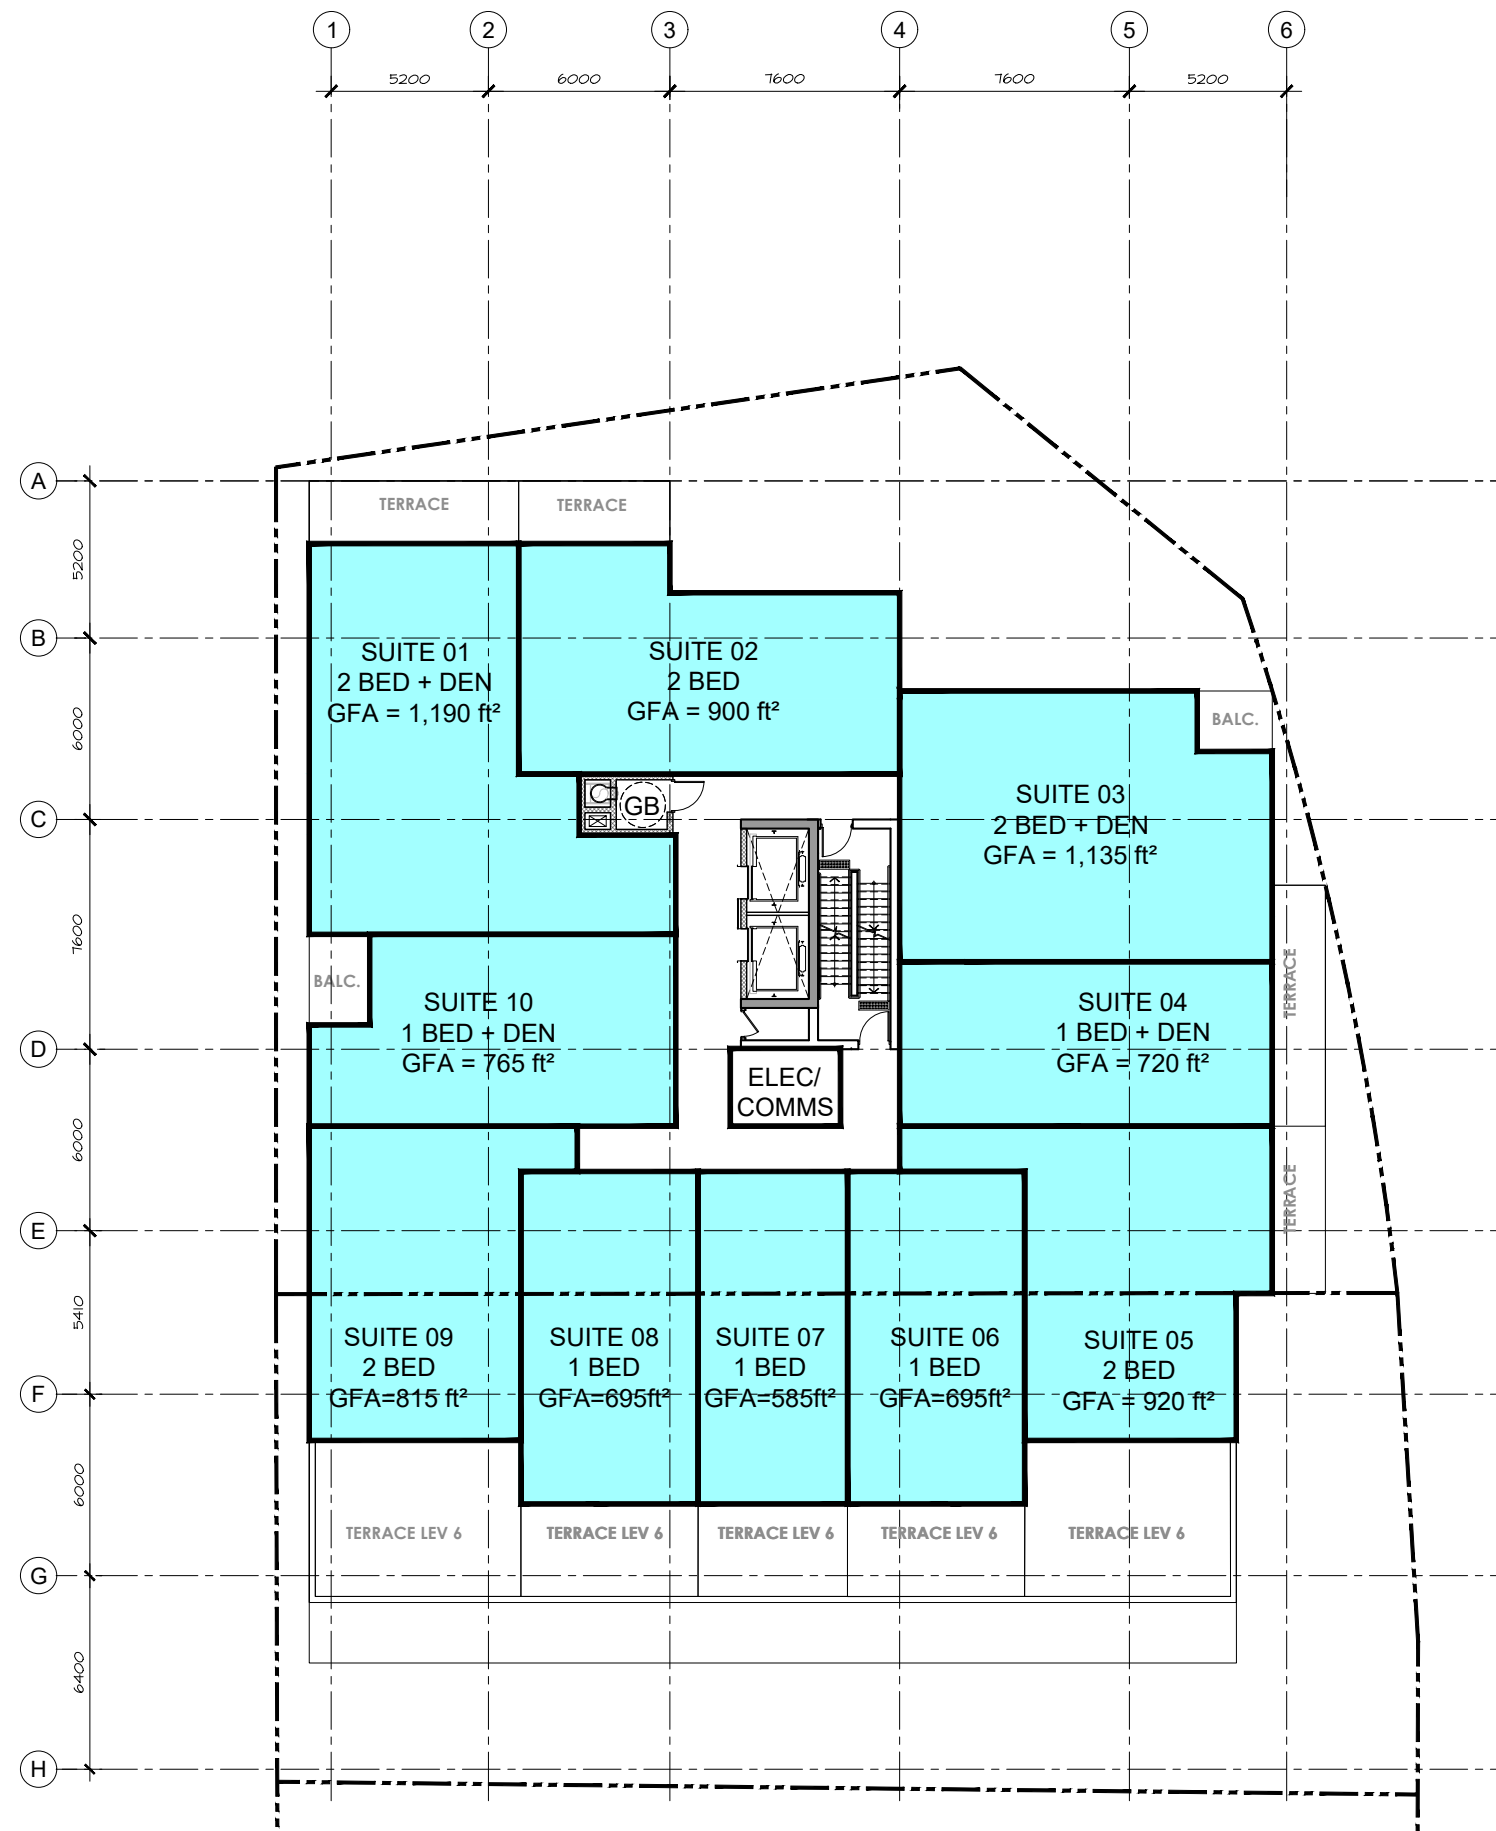 1 2 3 4 5 6
5200 6000 7600 7600 5200
A
TERRACE TERRACE
5200
B
SUITE 01
2 BED + DEN
GFA = 1,190 ft²
SUITE 02
2 BED
GFA = 900 ft²
6000
BALC.
C
GB
SUITE 03
2 BED + DEN
GFA = 1,135 ft²
7600
BALC.
TERRACE
SUITE 10
1 BED + DEN
GFA = 765 ft²
SUITE 04
1 BED + DEN
GFA = 720 ft²
D
ELEC/
COMMS
6000
TERRACE
E
5410
SUITE 09
2 BED
GFA=815 ft²
SUITE 08
1 BED
GFA=695ft²
SUITE 07
1 BED
GFA=585ft²
SUITE 06
1 BED
GFA=695ft²
SUITE 05
2 BED
GFA = 920 ft²
F
6000
TERRACE LEV 6 TERRACE LEV 6 TERRACE LEV 6 TERRACE LEV 6 TERRACE LEV 6
G
6400
H